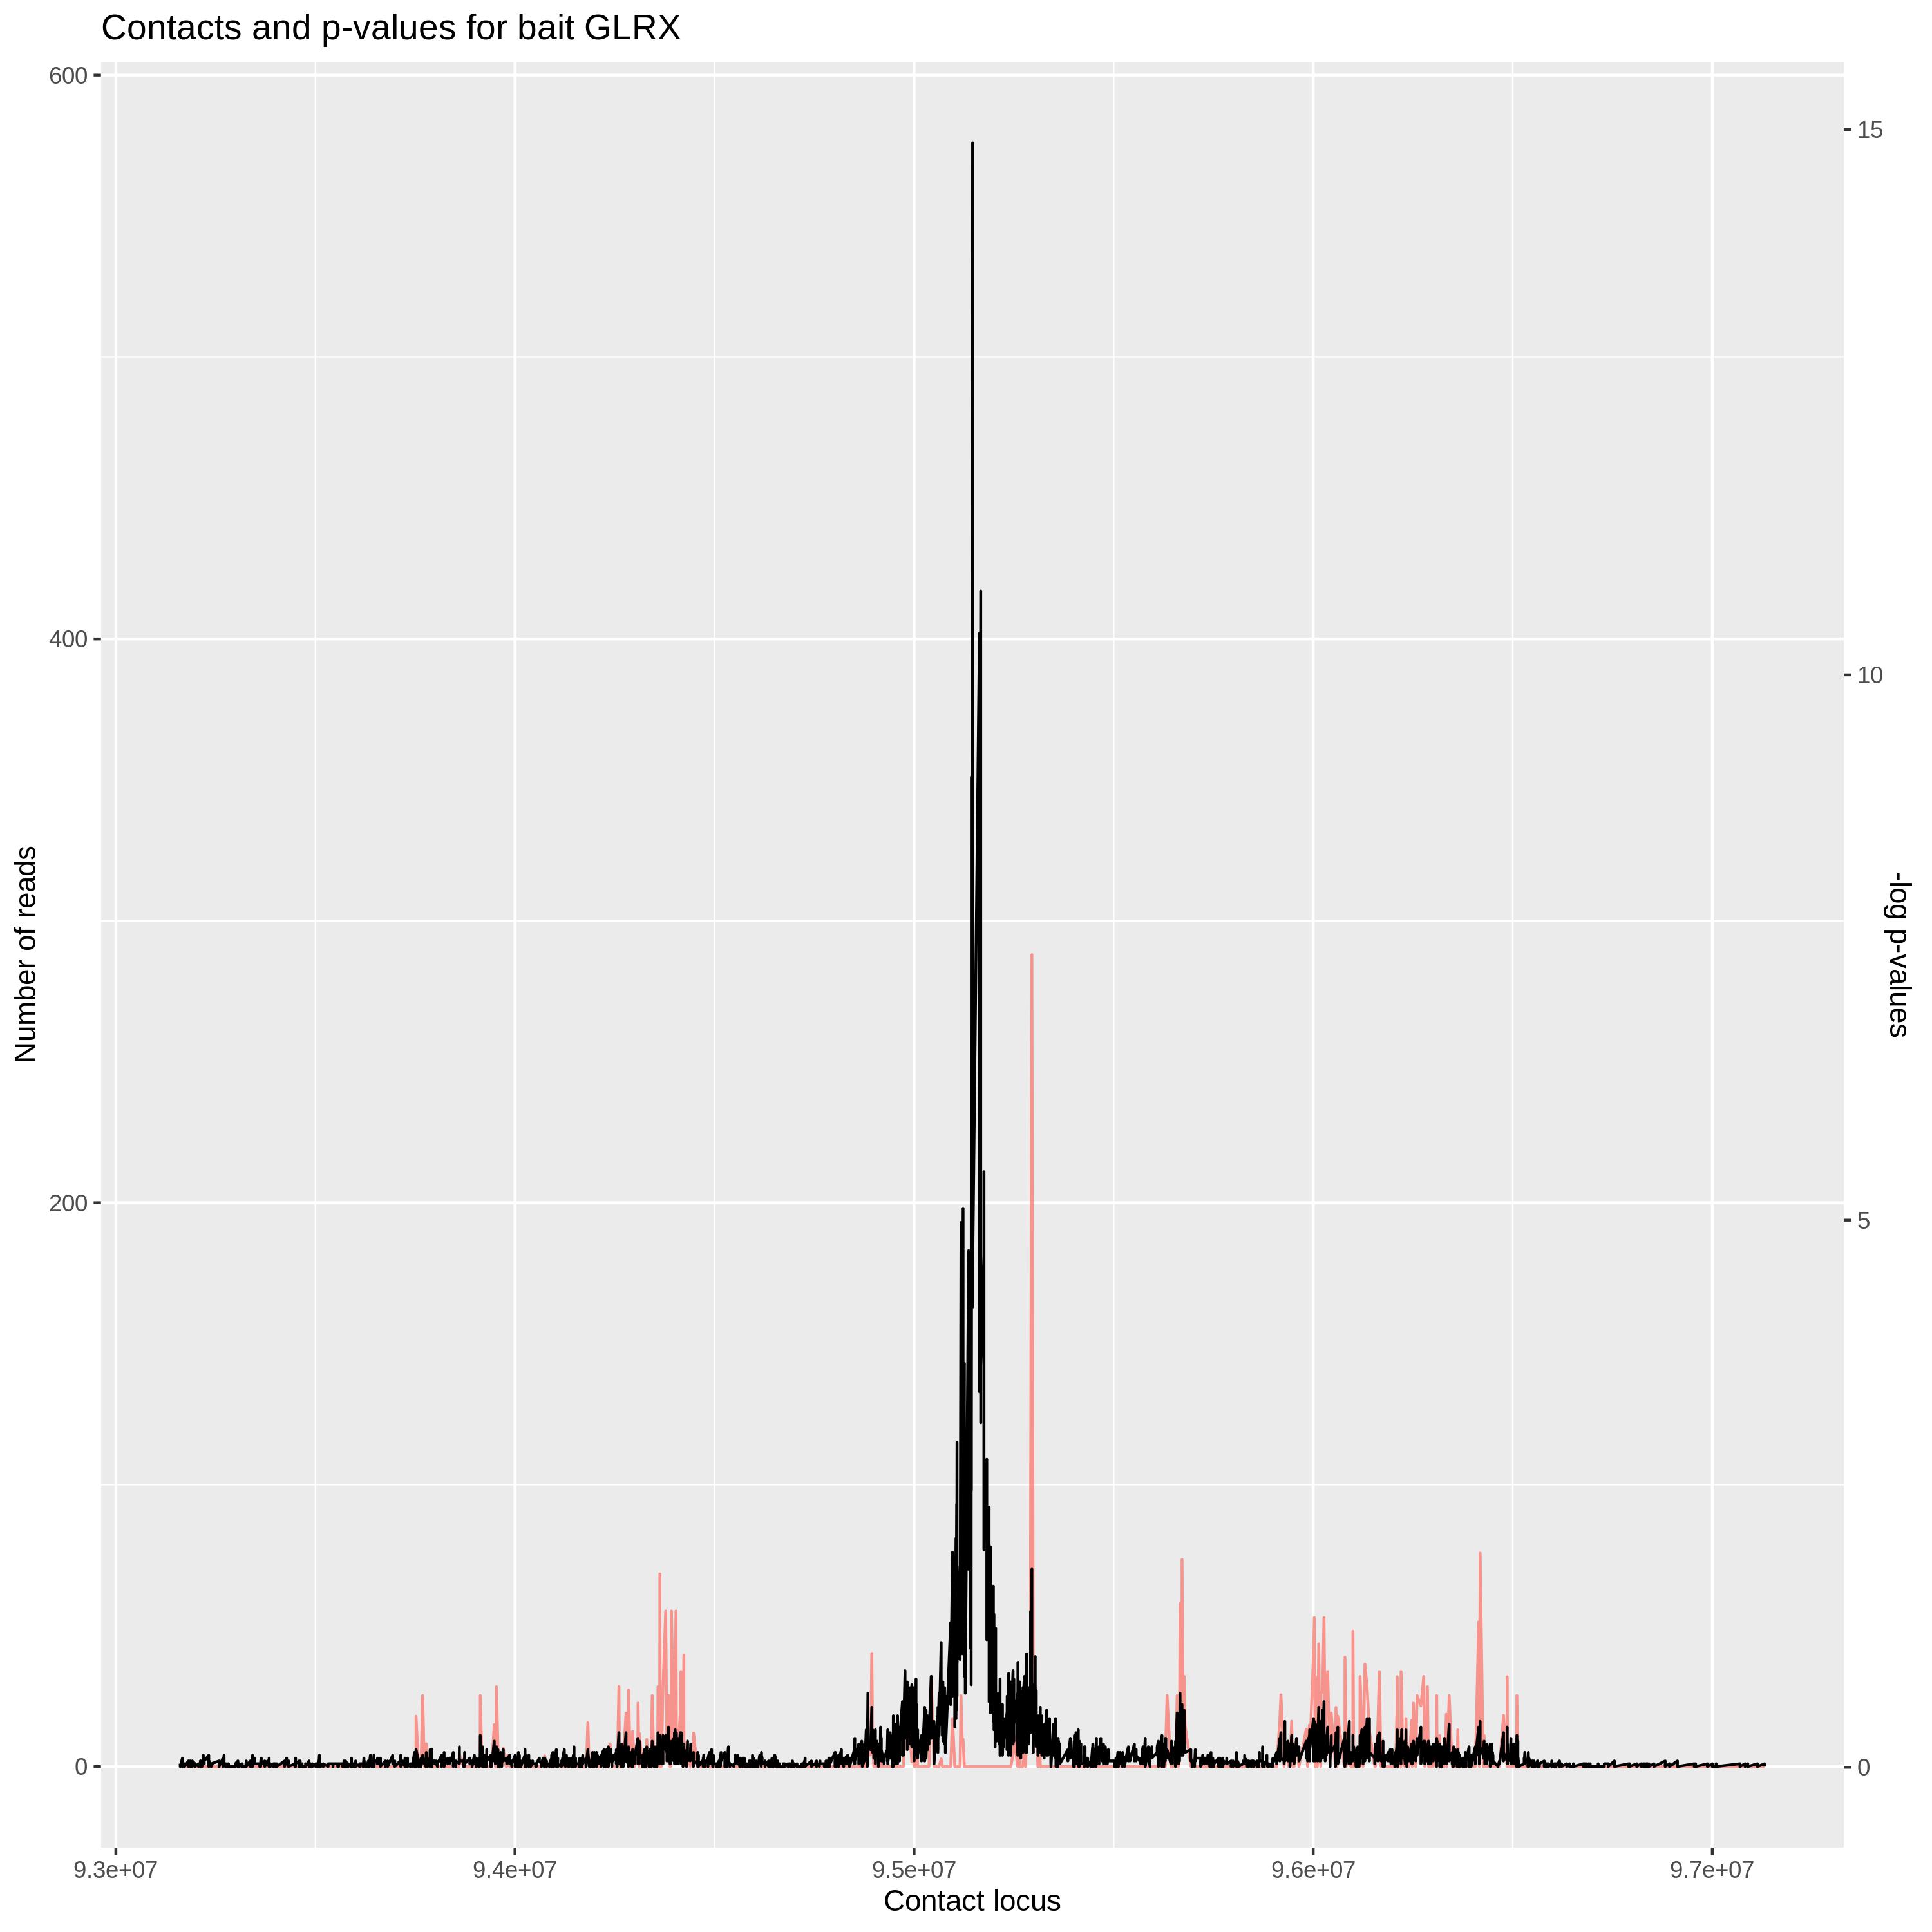 Contacts and p-values for bait GLRX
600
400
200
0
Number of reads
15
10
5
0
-log p-values
9.3e+07 9.4e+07 9.5e+07 9.6e+07 9.7e+07
Contact locus